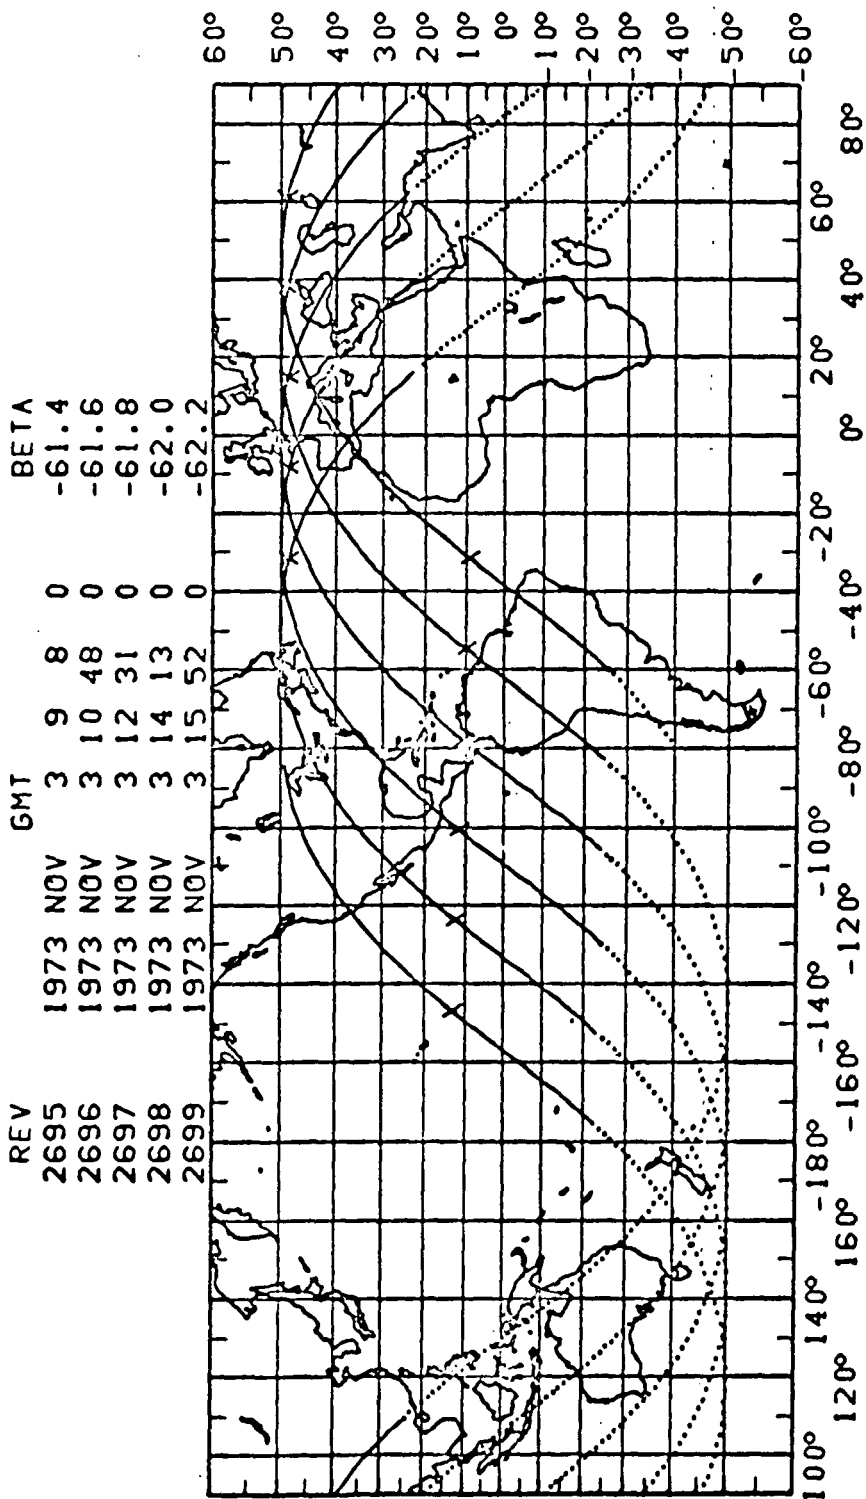 REV GMT BETA
2695 1973 NOV 3 9 8 0 -61.4
2696 1973 NOV 3 10 48 0 -61.6
2697 1973 NOV 3 12 31 0 -61.8
2698 1973 NOV 3 14 13 0 -62.0
2699 1973 NOV 3 15 52 0 -62.2
60°
50°
40°
30°
20°
10°
0°
-10°
-20°
-30°
-40°
-50°
-60°
100° 120° 140° 160° -180° -160° -140° -120° -100° -80° -60° -40° -20° 0° 20° 40° 60° 80°